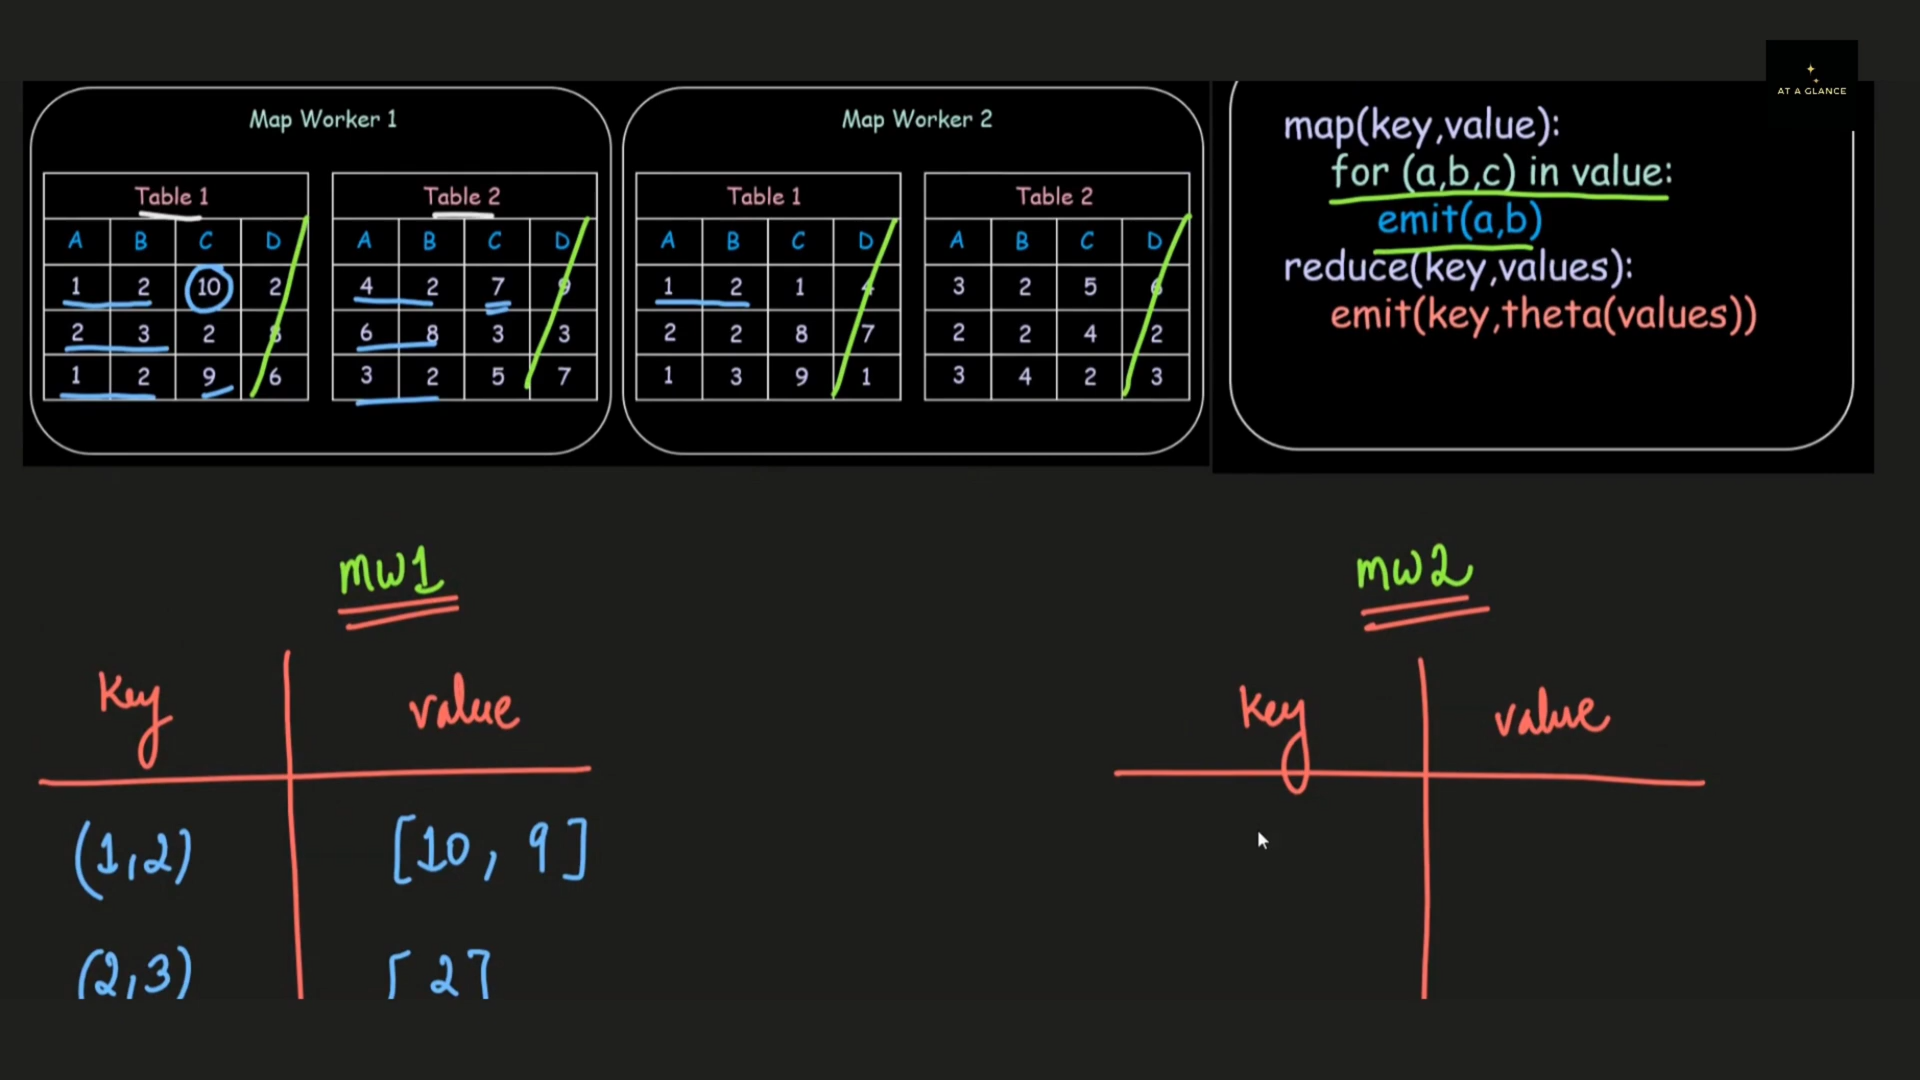 AT A GLANCE
Map Worker 1
Table 1
A B C D
1 2 10 2
2 3 2 8
1 2 9 6
Table 2
A B C D
4 2 7 9
6 8 3 3
3 2 5 7
Map Worker 2
Table 1
A B C D
1 2 1 4
2 2 8 7
1 3 9 1
Table 2
A B C D
3 2 5 6
2 2 4 2
3 4 2 3
map(key,value):
for (a,b,c) in value:
emit(a,b)
reduce(key,values):
emit(key,theta(values))
MW1
Key value
(1,2) [10, 9]
(2,3) [2]
MW2
Key value